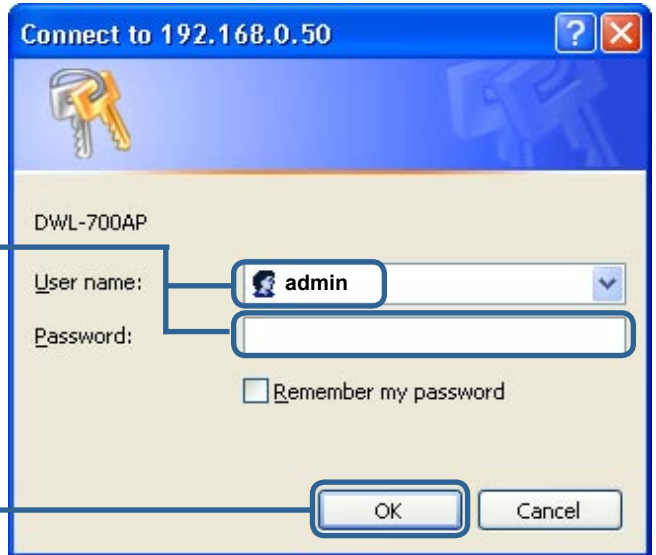 Connect to 192.168.0.50
DWL-700AP
User name: admin
Password:
Remember my password
OK Cancel